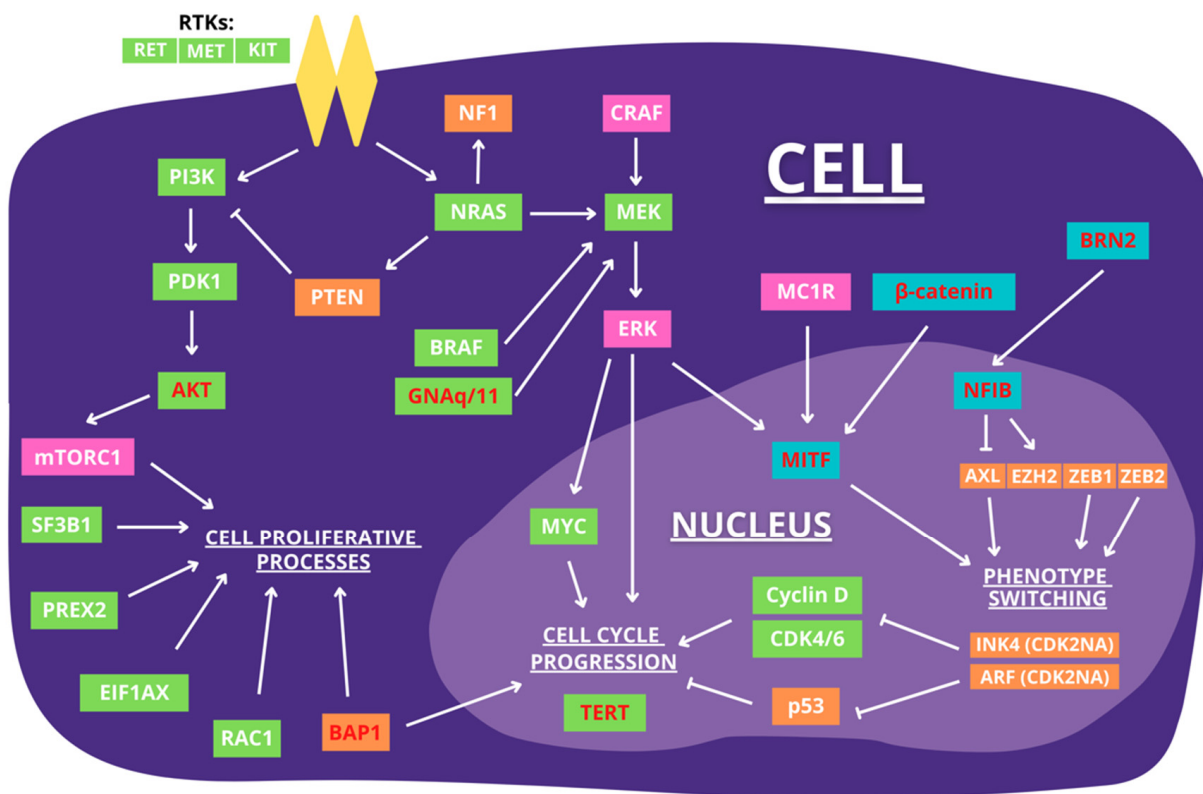 RTKs:
RET MET KIT
NF1
CRAF
CELL
PI3K
NRAS
MEK
BRN2
PDK1
PTEN
MC1R
β-catenin
ERK
BRAF
AKT
GNAq/11
NFIB
mTORC1
MITF
AXL EZH2 ZEB1 ZEB2
SF3B1
MYC
NUCLEUS
CELL PROLIFERATIVE
PROCESSES
PHENOTYPE
SWITCHING
PREX2
Cyclin D
CDK4/6
CELL CYCLE
PROGRESSION
INK4 (CDK2NA)
ARF (CDK2NA)
EIF1AX
TERT
p53
RAC1
BAP1